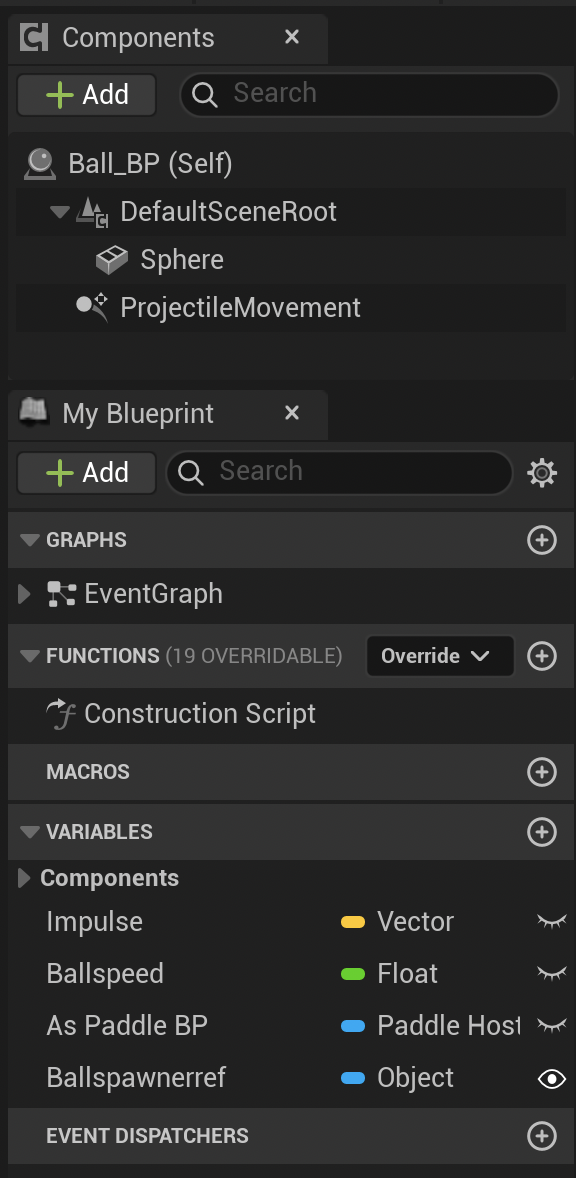 Components
Add
Search
Ball_BP (Self)
DefaultSceneRoot
Sphere
ProjectileMovement
My Blueprint
Add
Search
GRAPHS
EventGraph
FUNCTIONS (19 OVERRIDABLE) Override
Construction Script
MACROS
VARIABLES
Components
Impulse Vector
Ballspeed Float
As Paddle BP Paddle Host
Ballspawnerref Object
EVENT DISPATCHERS